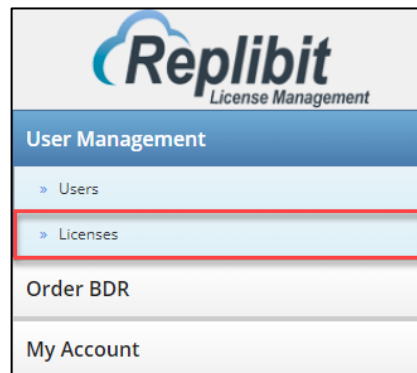 Replibit
License Management
User Management
» Users
» Licenses
Order BDR
My Account